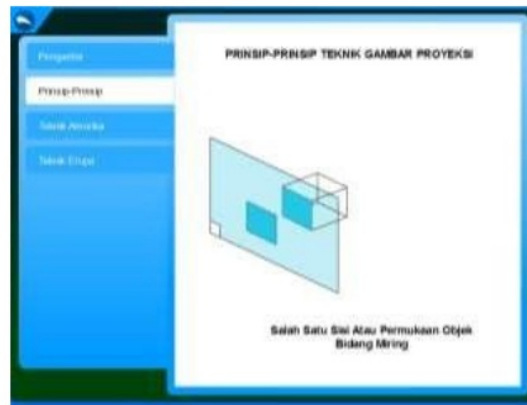 PRINSIP-PRINSIP TEKNIK GAMBAR PROYEKSI
Pengertian
Prinsip-Prinsip
Teknik Amerika
Teknik Eropa
Salah Satu Sisi Atau Permukaan Objek
Bidang Miring